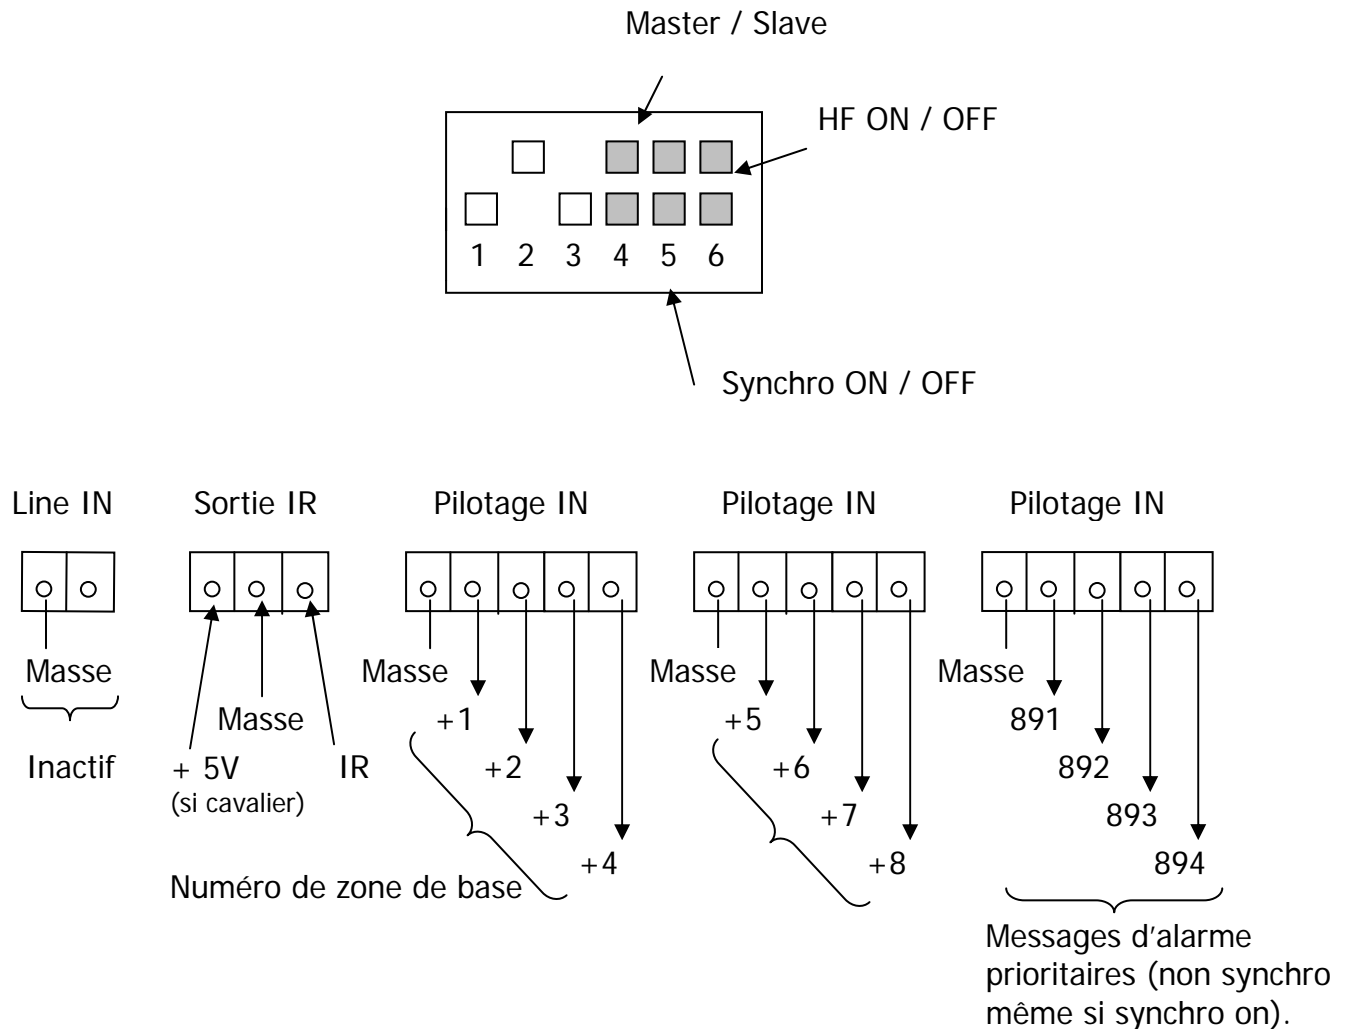 Master / Slave
HF ON / OFF
1 2 3 4 5 6
Synchro ON / OFF
Line IN
Sortie IR
Pilotage IN
Pilotage IN
Pilotage IN
Masse
Inactif
Masse
+ 5V
(si cavalier)
IR
Masse
+1
+2
+3
+4
Numéro de zone de base
Masse
+5
+6
+7
+8
Masse
891
892
893
894
Messages d'alarme
prioritaires (non synchro
même si synchro on).